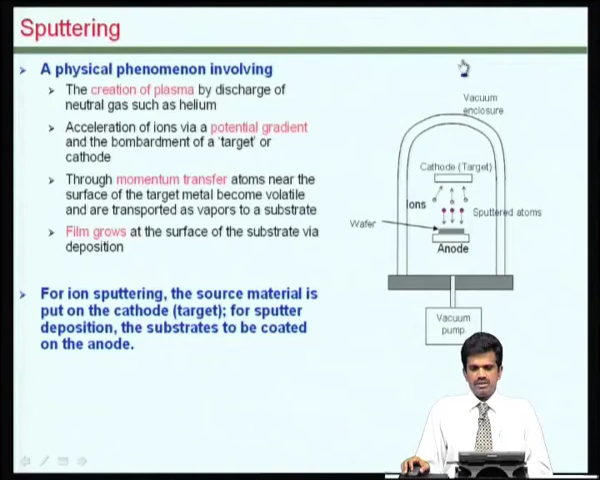 Sputtering
A physical phenomenon involving
The creation of plasma by discharge of
neutral gas such as helium
Acceleration of ions via a potential gradient
and the bombardment of a 'target' or
cathode
Through momentum transfer atoms near the
surface of the target metal become volatile
and are transported as vapors to a substrate
Film grows at the surface of the substrate via
deposition
For ion sputtering, the source material is
put on the cathode (target); for sputter
deposition, the substrates to be coated
on the anode.
Vacuum
enclosure
Cathode (Target)
Ions
Sputtered atoms
Wafer
Anode
Vacuum
pump